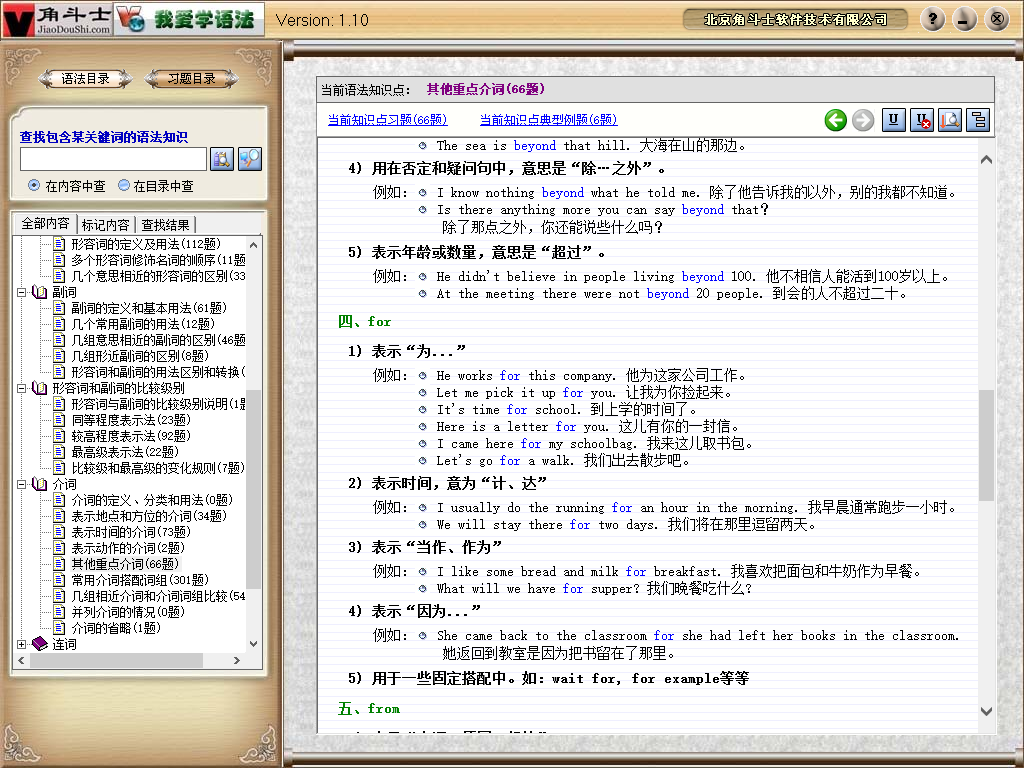 角斗士
JiaoDouShi.com
我爱学语法
Version: 1.10
北京角斗士软件技术有限公司
语法目录
习题目录
查找包含某关键词的语法知识
在内容中查
在目录中查
全部内容
标记内容
查找结果
形容词的定义及用法(112题)
多个形容词修饰名词的顺序(11题
几个意思相近的形容词的区别(33
副词
副词的定义和基本用法(61题)
几个常用副词的用法(12题)
几组意思相近的副词的区别(46题
几组形近副词的区别(8题)
形容词和副词的用法区别和转换(
形容词和副词的比较级别
形容词与副词的比较级别说明(1题
同等程度表示法(23题)
较高程度表示法(92题)
最高级表示法(22题)
比较级和最高级的变化规则(7题)
介词
介词的定义、分类和用法(0题)
表示地点和方位的介词(34题)
表示时间的介词(73题)
表示动作的介词(2题)
其他重点介词(66题)
常用介词搭配词组(301题)
几组相近介词和介词词组比较(54
并列介词的情况(0题)
介词的省略(1题)
连词
当前语法知识点： 其他重点介词(66题)
当前知识点习题(66题)
当前知识点典型例题(6题)
The sea is beyond that hill. 大海在山的那边。
4) 用在否定和疑问句中，意思是“除…之外”。
例如： I know nothing beyond what he told me. 除了他告诉我的以外，别的我都不知道。
Is there anything more you can say beyond that?
除了那点之外，你还能说些什么吗？
5) 表示年龄或数量，意思是“超过”。
例如： He didn't believe in people living beyond 100. 他不相信人能活到100岁以上。
At the meeting there were not beyond 20 people. 到会的人不超过二十。
四、for
1) 表示“为...”
例如： He works for this company. 他为这家公司工作。
Let me pick it up for you. 让我为你捡起来。
It's time for school. 到上学的时间了。
Here is a letter for you. 这儿有你的一封信。
I came here for my schoolbag. 我来这儿取书包。
Let's go for a walk. 我们出去散步吧。
2) 表示时间，意为“计、达”
例如： I usually do the running for an hour in the morning. 我早晨通常跑步一小时。
We will stay there for two days. 我们将在那里逗留两天。
3) 表示“当作、作为”
例如： I like some bread and milk for breakfast. 我喜欢把面包和牛奶作为早餐。
What will we have for supper? 我们晚餐吃什么？
4) 表示“因为...”
例如： She came back to the classroom for she had left her books in the classroom.
她返回到教室是因为把书留在了那里。
5) 用于一些固定搭配中。如：wait for, for example等等
五、from